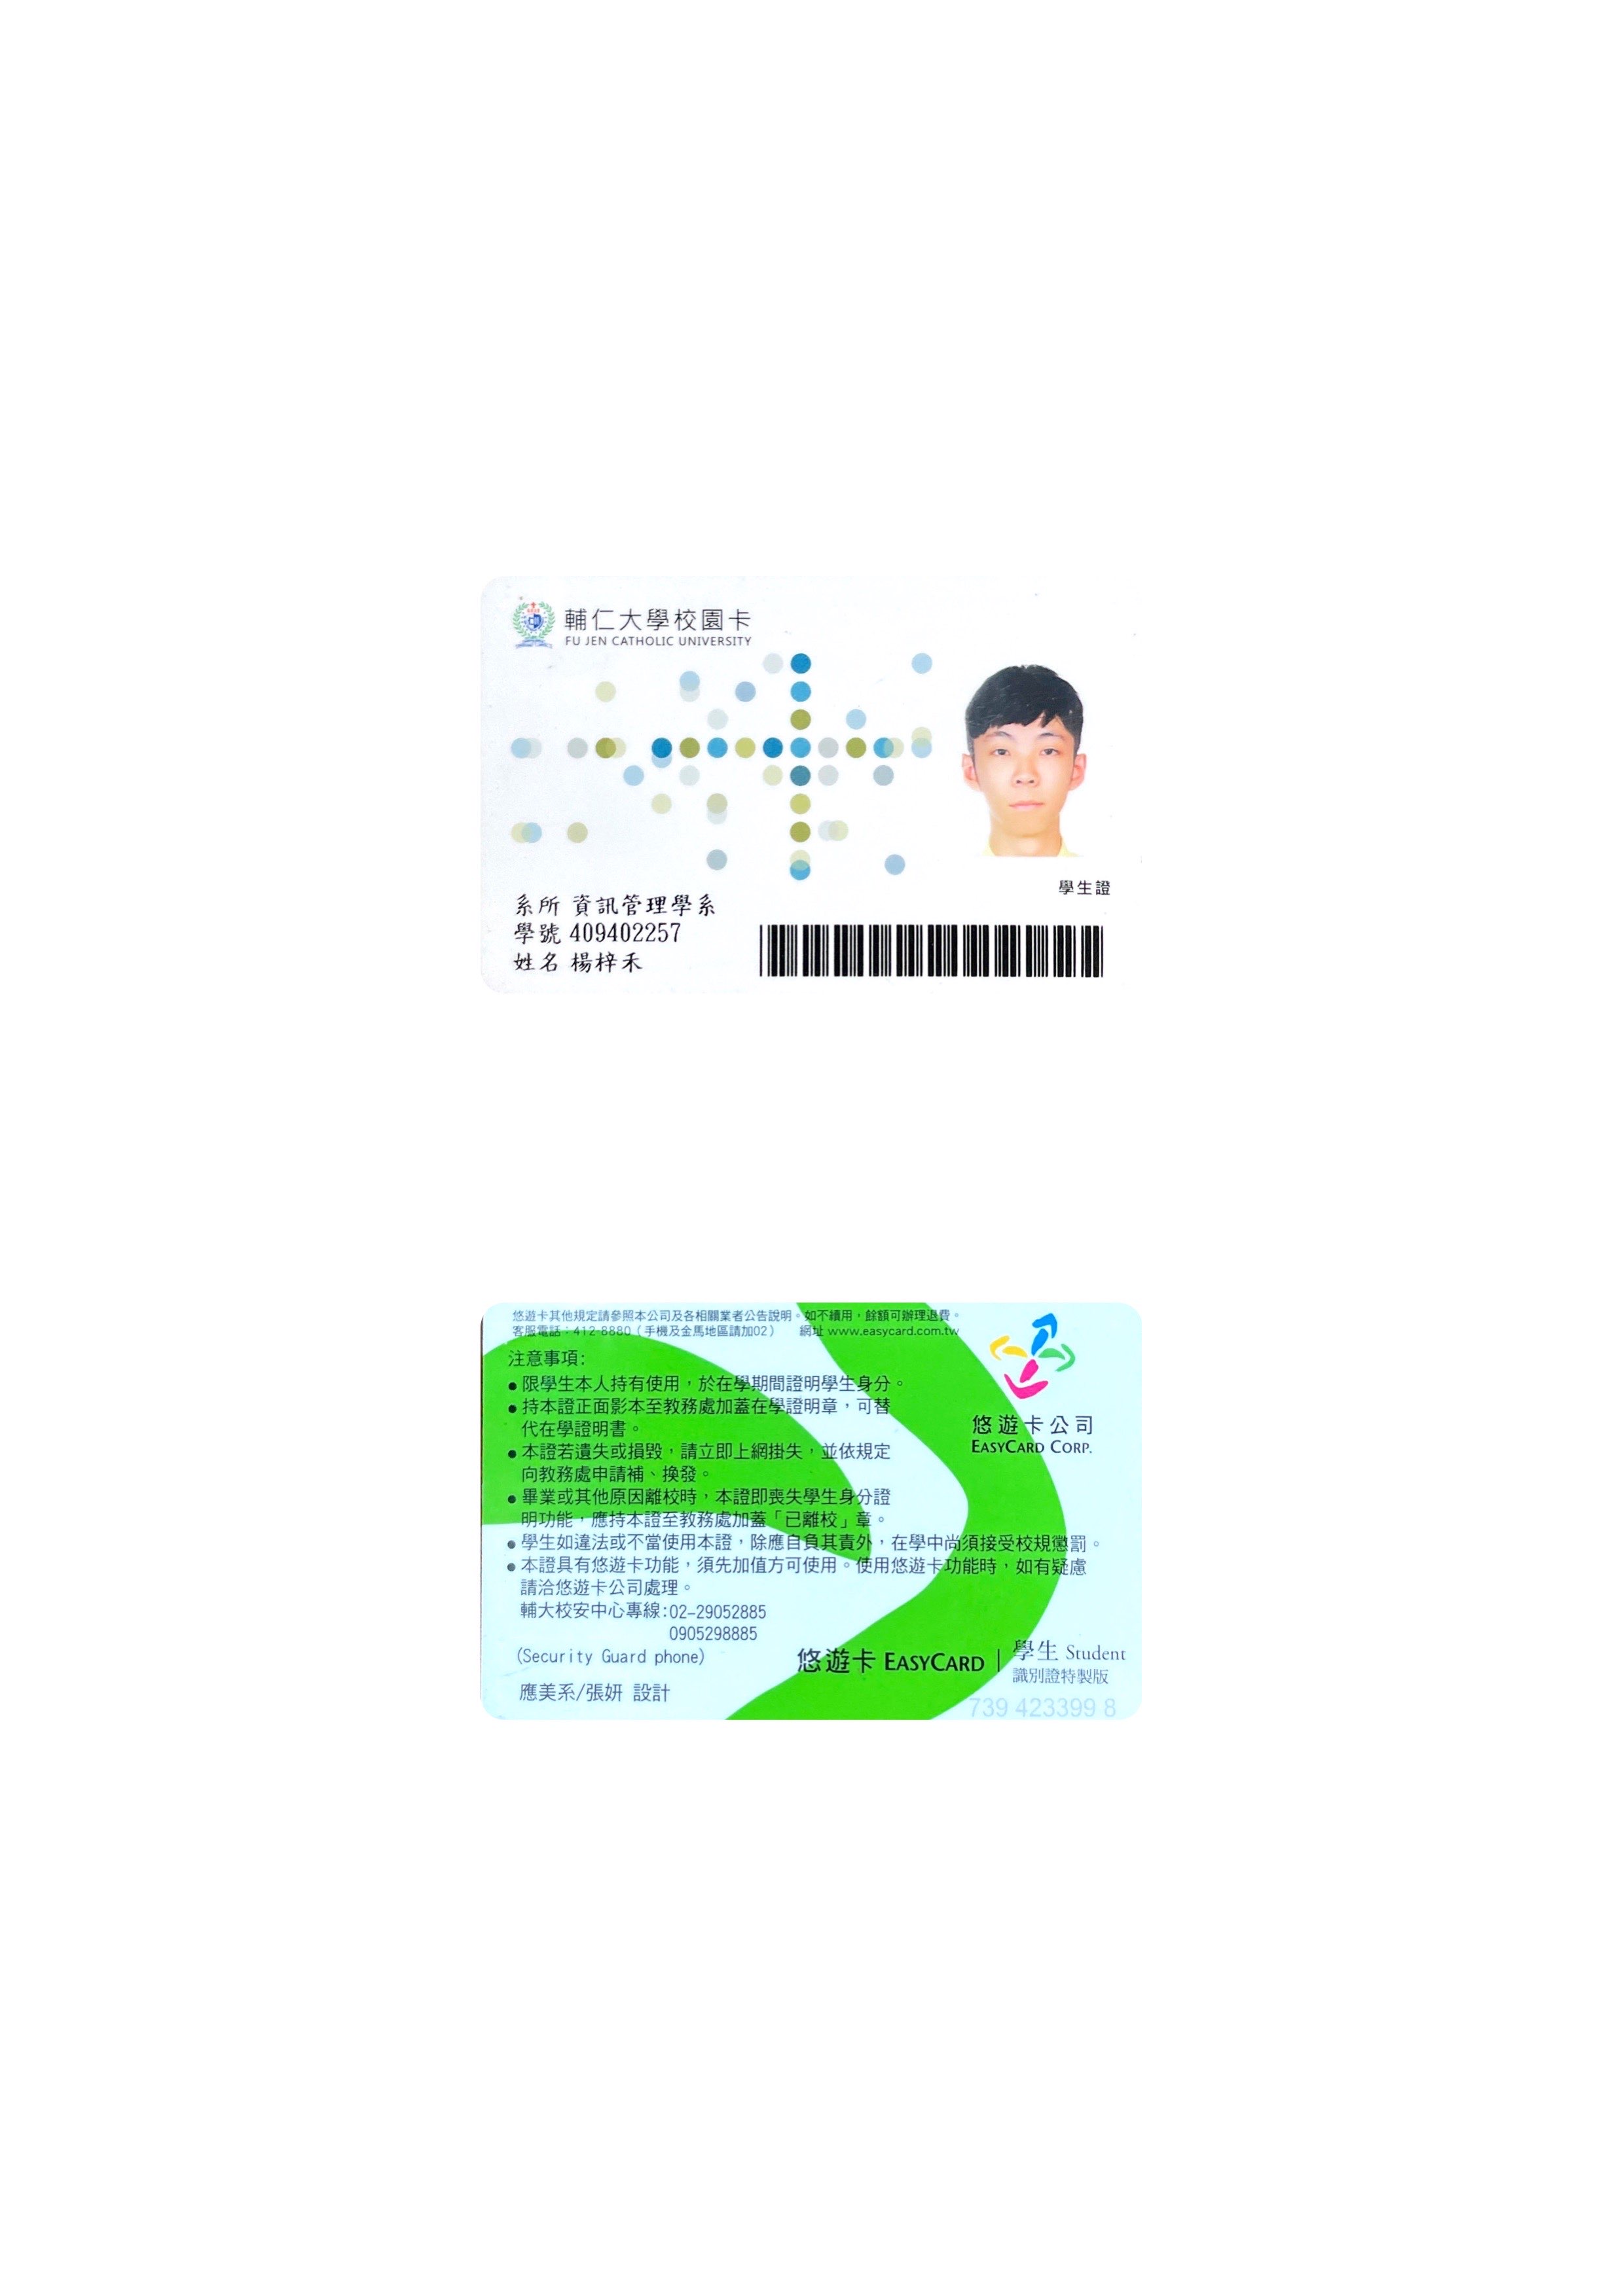 輔仁大學校園卡
FU JEN CATHOLIC UNIVERSITY
學生證
系所 資訊管理學系
學號 409402257
姓名 楊梓禾
悠遊卡其他規定請參照本公司及各相關業者公告說明。如不續用，餘額可辦理退費。
客服電話：412-8880（手機及金馬地區請加02） 網址 www.easycard.com.tw
注意事項:
● 限學生本人持有使用，於在學期間證明學生身分。
● 持本證正面影本至教務處加蓋在學證明章，可替
代在學證明書。
● 本證若遺失或損毀，請立即上網掛失，並依規定
向教務處申請補、換發。
● 畢業或其他原因離校時，本證即喪失學生身分證
明功能，應持本證至教務處加蓋「已離校」章。
● 學生如違法或不當使用本證，除應自負其責外，在學中尚須接受校規懲罰。
● 本證具有悠遊卡功能，須先加值方可使用。使用悠遊卡功能時，如有疑慮
請洽悠遊卡公司處理。
輔大校安中心專線:02-29052885
0905298885
(Security Guard phone)
應美系/張妍 設計
悠遊卡公司
EASYCARD CORP.
悠遊卡 EASYCARD
學生 Student
識別證特製版
739 423399 8